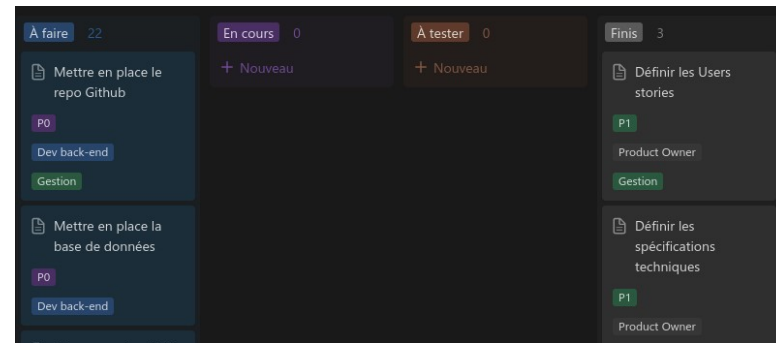 À faire 22
Mettre en place le
repo Github
P0
Dev back-end
Gestion
Mettre en place la
base de données
P0
Dev back-end
En cours 0
+ Nouveau
À tester 0
+ Nouveau
Finis 3
Définir les Users
stories
P1
Product Owner
Gestion
Définir les
spécifications
techniques
P1
Product Owner